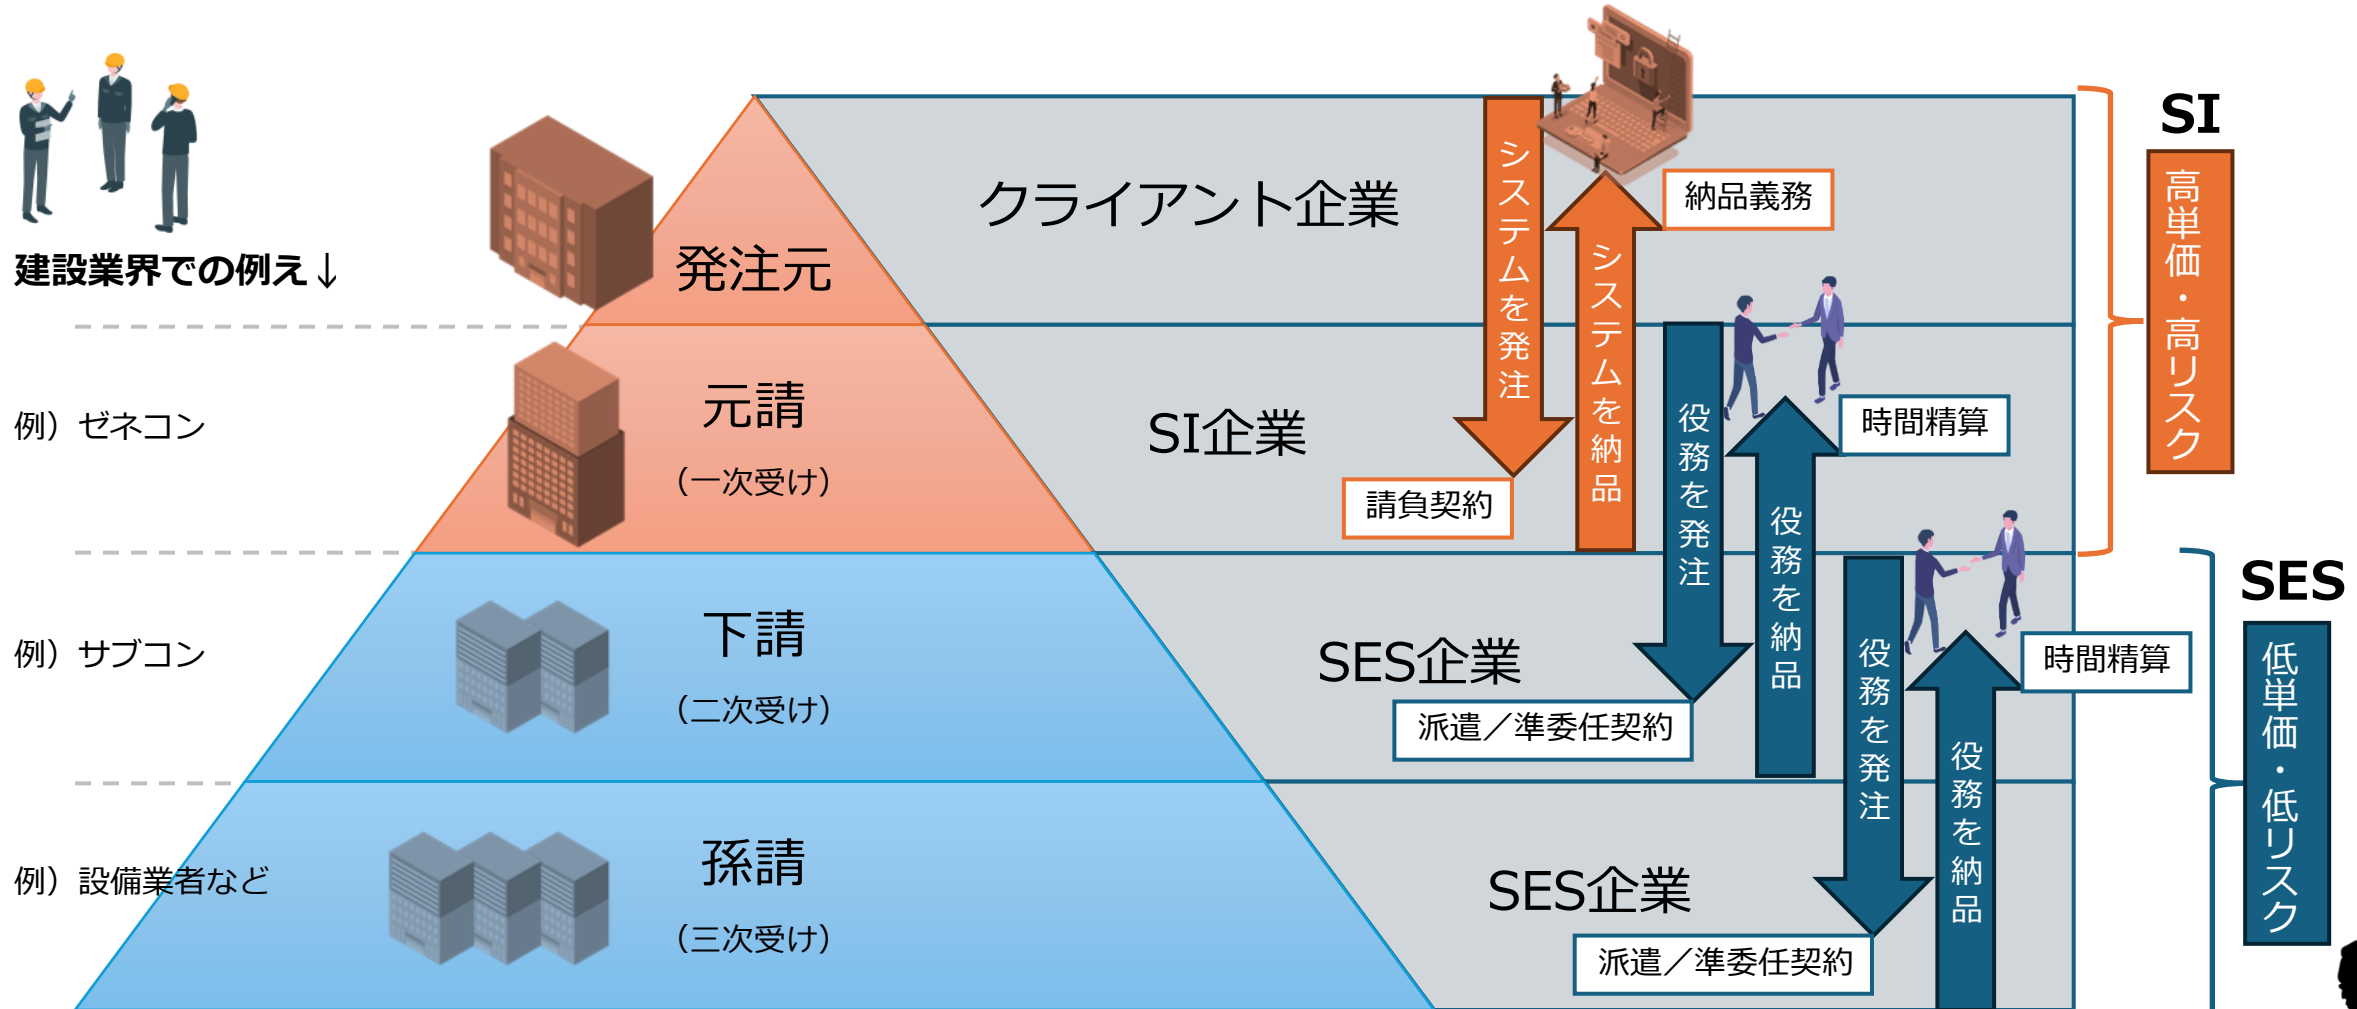 建設業界での例え↓
発注元
クライアント企業
システムを発注
システムを納品
納品義務
SI
高単価・高リスク
例）ゼネコン
元請
（一次受け）
SI企業
請負契約
役務を発注
役務を納品
時間精算
例）サブコン
下請
（二次受け）
SES企業
派遣／準委任契約
役務を発注
役務を納品
時間精算
SES
低単価・低リスク
例）設備業者など
孫請
（三次受け）
SES企業
派遣／準委任契約